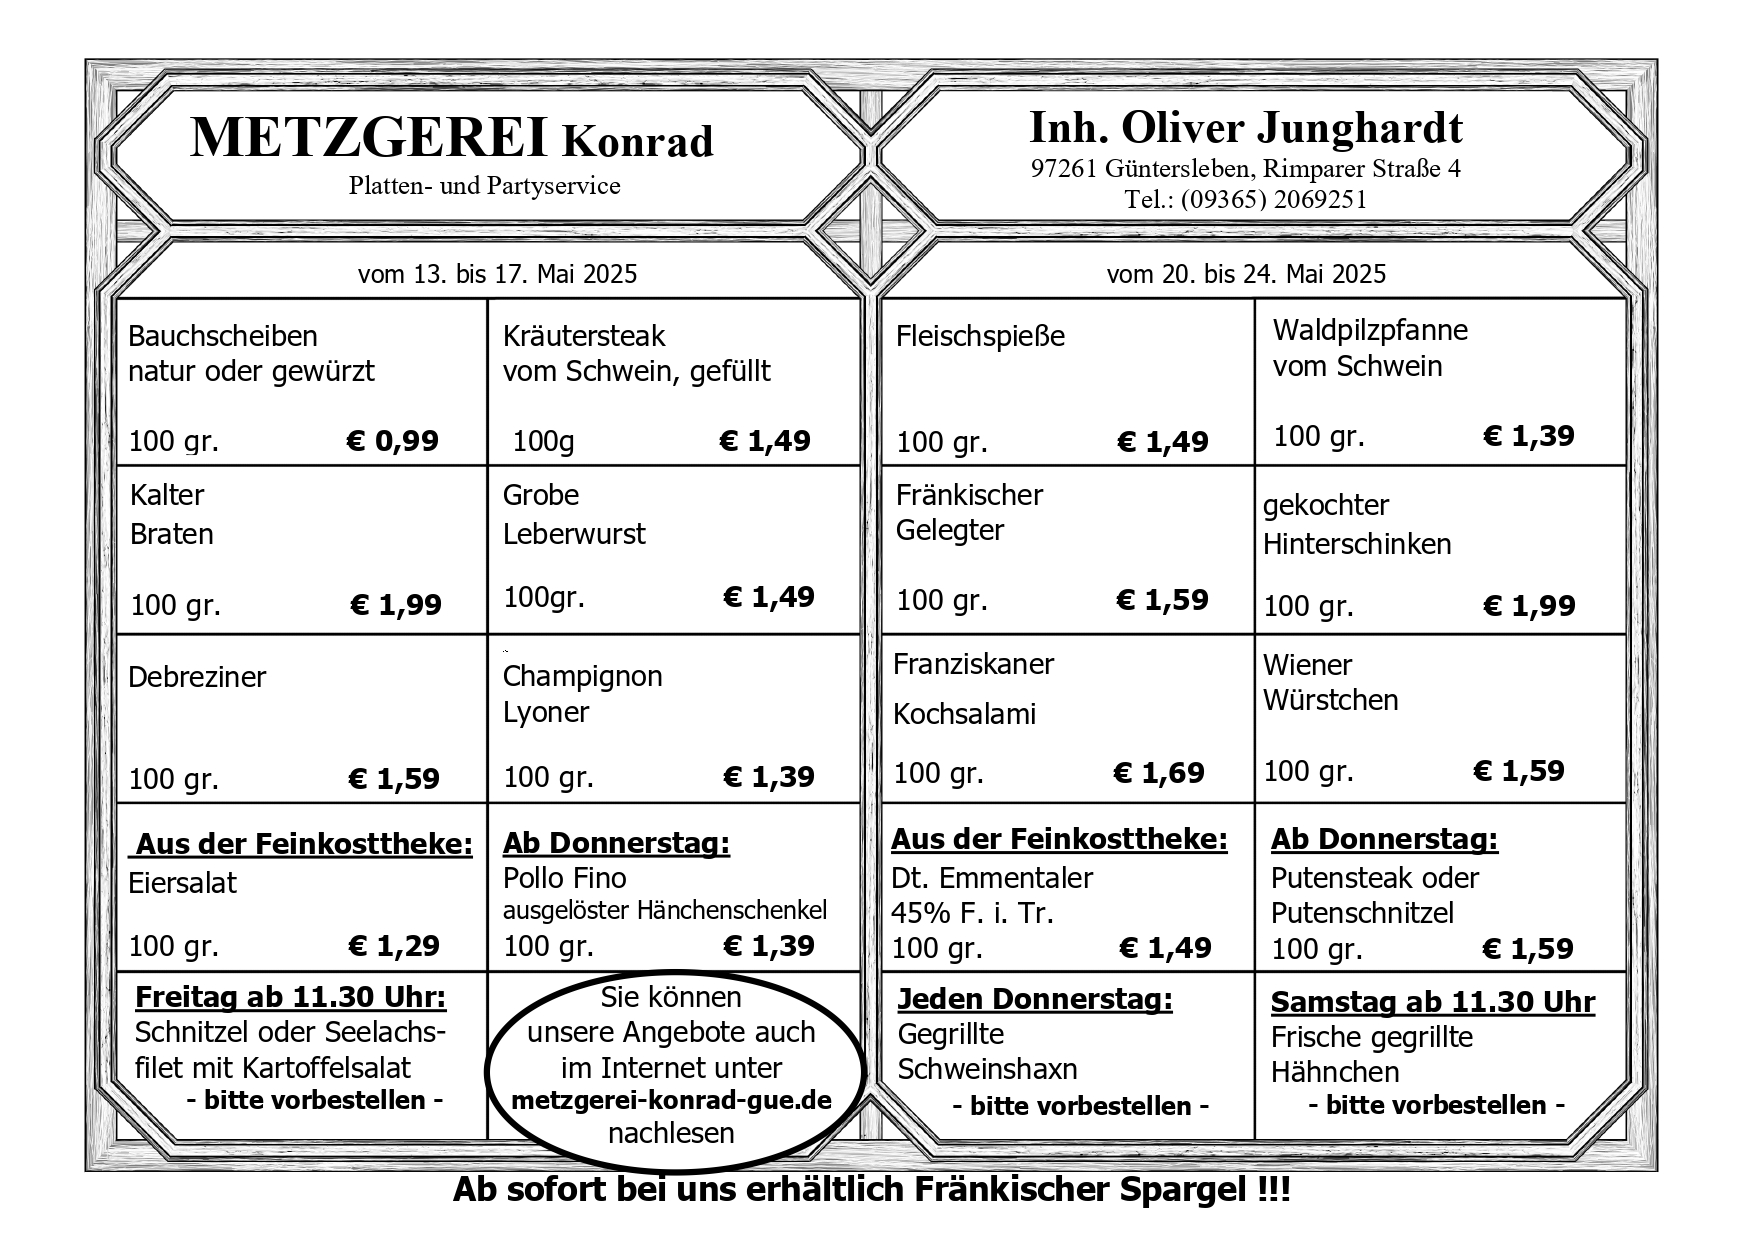 METZGEREI Konrad
Platten- und Partyservice
Inh. Oliver Junghardt
97261 Güntersleben, Rimparer Straße 4
Tel.: (09365) 2069251
vom 13. bis 17. Mai 2025
Bauchscheiben
natur oder gewürzt
100 gr. € 0,99
Kräutersteak
vom Schwein, gefüllt
100g € 1,49
Kalter
Braten
100 gr. € 1,99
Grobe
Leberwurst
100gr. € 1,49
Debreziner
100 gr. € 1,59
Champignon
Lyoner
100 gr. € 1,39
Aus der Feinkosttheke:
Eiersalat
100 gr. € 1,29
Ab Donnerstag:
Pollo Fino
ausgelöster Hänchenschenkel
100 gr. € 1,39
Freitag ab 11.30 Uhr:
Schnitzel oder Seelachs-
filet mit Kartoffelsalat
- bitte vorbestellen -
Sie können
unsere Angebote auch
im Internet unter
metzgerei-konrad-gue.de
nachlesen
vom 20. bis 24. Mai 2025
Fleischspieße
100 gr. € 1,49
Waldpilzpfanne
vom Schwein
100 gr. € 1,39
Fränkischer
Gelegter
100 gr. € 1,59
gekochter
Hinterschinken
100 gr. € 1,99
Franziskaner
Kochsalami
100 gr. € 1,69
Wiener
Würstchen
100 gr. € 1,59
Aus der Feinkosttheke:
Dt. Emmentaler
45% F. i. Tr.
100 gr. € 1,49
Ab Donnerstag:
Putensteak oder
Putenschnitzel
100 gr. € 1,59
Jeden Donnerstag:
Gegrillte
Schweinshaxn
- bitte vorbestellen -
Samstag ab 11.30 Uhr
Frische gegrillte
Hähnchen
- bitte vorbestellen -
Ab sofort bei uns erhältlich Fränkischer Spargel !!!